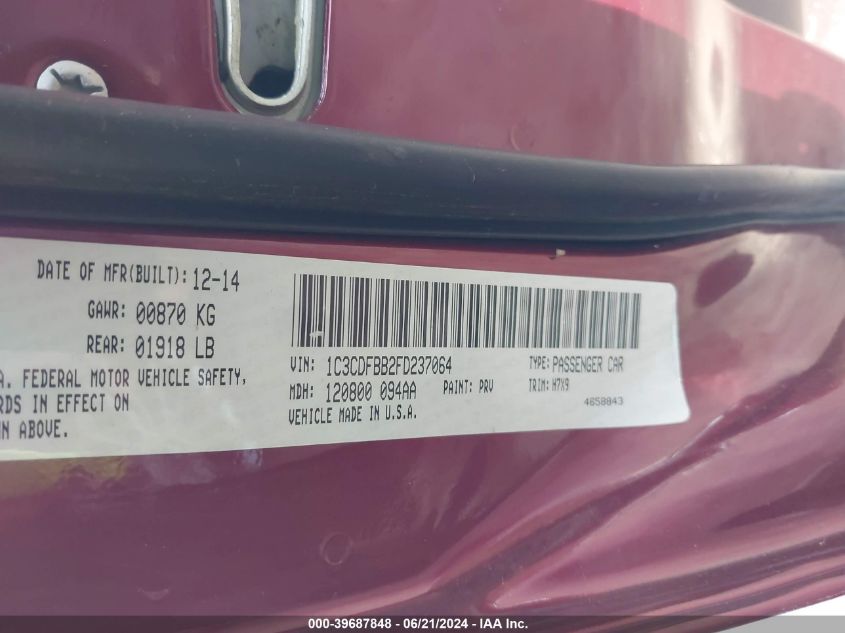 DATE OF MFR(BUILT): 12-14
GAWR: 00870 KG
REAR: 01918 LB
A. FEDERAL MOTOR VEHICLE SAFETY,
RDS IN EFFECT ON
N ABOVE.
VIN: 1C3CDFBB2FD237064
TYPE: PASSENGER CAR
MDH: 120800 094AA
PAINT: PRV
TRIM: H7X9
VEHICLE MADE IN U.S.A.
4658843
000-39687848 - 06/21/2024 - IAA Inc.